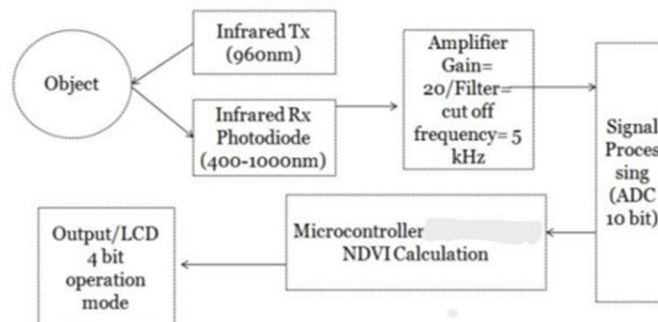 Object
Infrared Tx
(960nm)
Infrared Rx
Photodiode
(400-1000nm)
Amplifier
Gain=
20/Filter=
cut off
frequency= 5
kHz
Signal
Proces
sing
(ADC
10 bit)
Microcontroller
NDVI Calculation
Output/LCD
4 bit
operation
mode